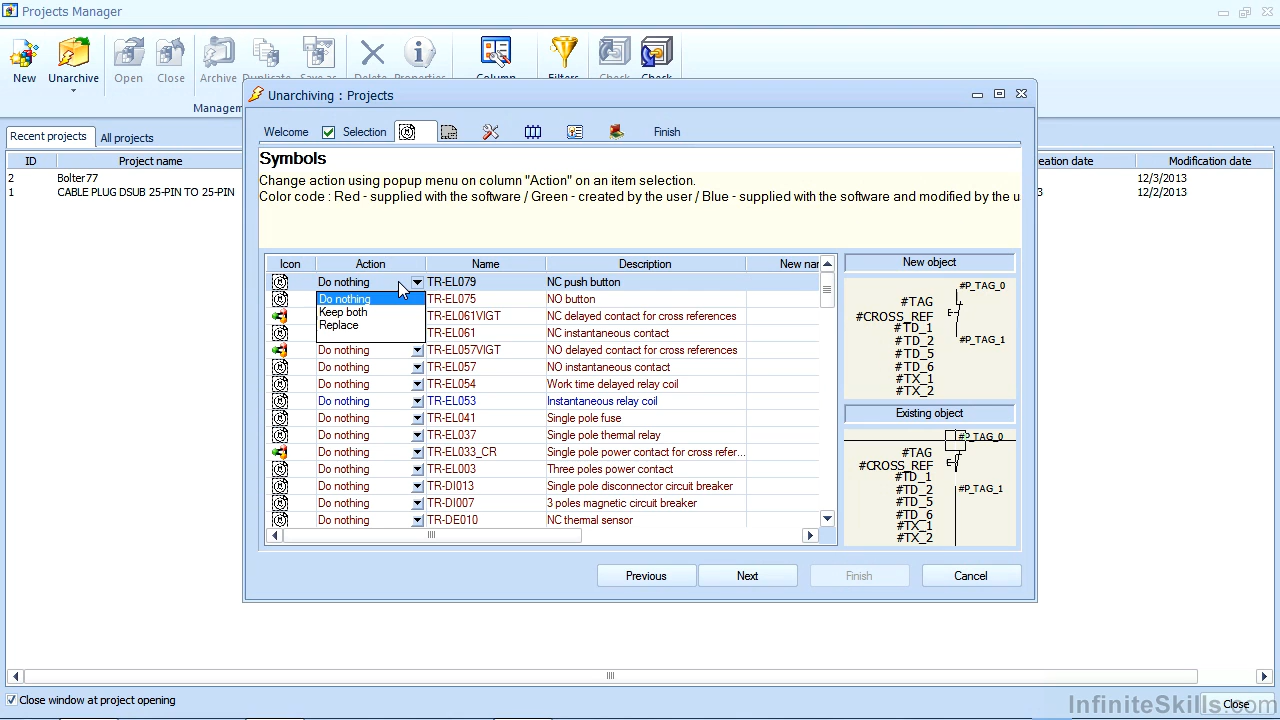 Projects Manager
New
Unarchive
Open
Close
Archive
Duplicate
Save as
Delete
Properties
Column
Filters
Check
Check
Managem
Recent projects
All projects
ID
Project name
eation date
Modification date
2
Bolter77
12/3/2013
1
CABLE PLUG DSUB 25-PIN TO 25-PIN
3
12/2/2013
Unarchiving : Projects
Welcome
Selection
Finish
Symbols
Change action using popup menu on column "Action" on an item selection.
Color code : Red - supplied with the software / Green - created by the user / Blue - supplied with the software and modified by the u
Icon Action Name Description New nar
Do nothing TR-EL079 NC push button
Do nothing
Keep both
Replace
TR-EL075 NO button
TR-EL061VIGT NC delayed contact for cross references
TR-EL061 NC instantaneous contact
Do nothing TR-EL057VIGT NO delayed contact for cross references
Do nothing TR-EL057 NO instantaneous contact
Do nothing TR-EL054 Work time delayed relay coil
Do nothing TR-EL053 Instantaneous relay coil
Do nothing TR-EL041 Single pole fuse
Do nothing TR-EL037 Single pole thermal relay
Do nothing TR-EL033_CR Single pole power contact for cross refer...
Do nothing TR-EL003 Three poles power contact
Do nothing TR-DI013 Single pole disconnector circuit breaker
Do nothing TR-DI007 3 poles magnetic circuit breaker
Do nothing TR-DE010 NC thermal sensor
New object
#P_TAG_0
#TAG
#CROSS_REF
#TD_1
#TD_2
#P_TAG_1
#TD_5
#TD_6
#TX_1
#TX_2
Existing object
#P_TAG_0
#TAG
#CROSS_REF
#TD_1
#TD_2
#P_TAG_1
#TD_5
#TD_6
#TX_1
#TX_2
Previous
Next
Finish
Cancel
Close window at project opening
InfiniteSkills.com
Close